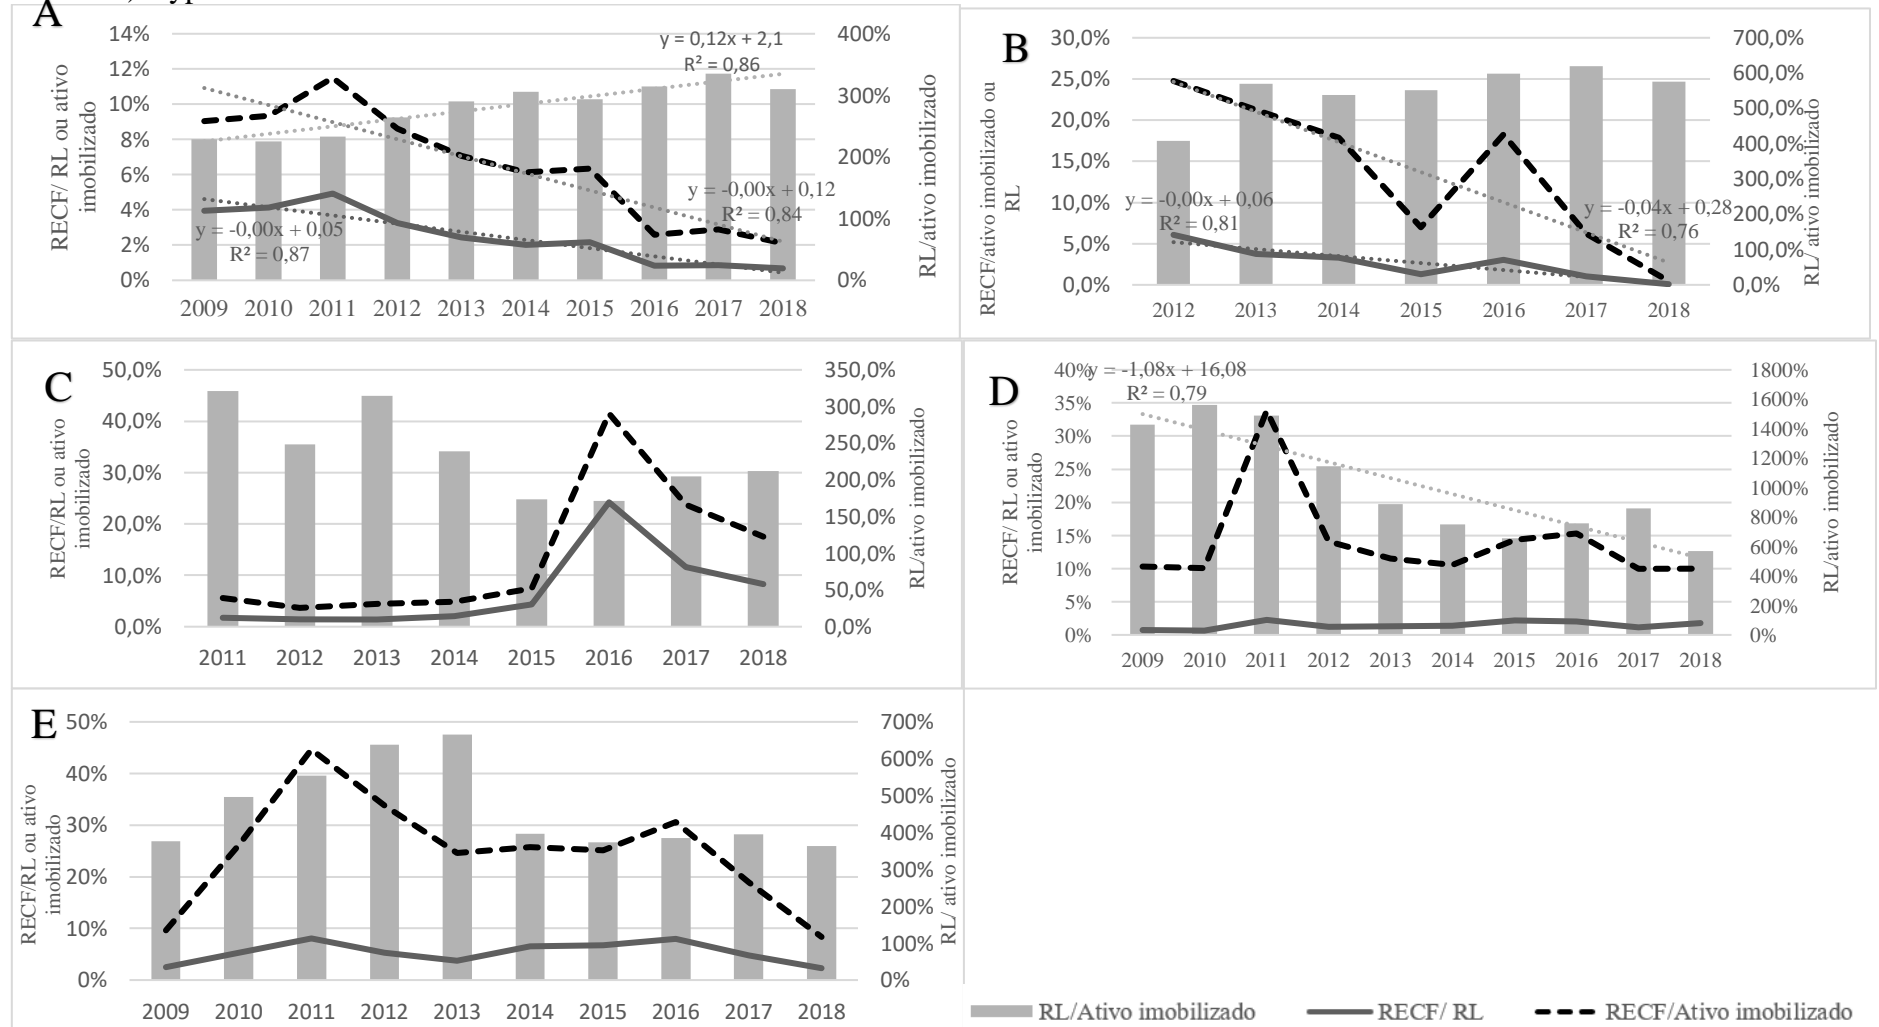 A
RECF/ RL ou ativo
imobilizado
14%
12%
10%
8%
6%
4%
2%
0%
400%
300%
200%
100%
0%
RL/ativo imobilizado
y = 0,12x + 2,1
R² = 0,86
y = -0,00x + 0,12
R² = 0,84
y = -0,00x + 0,05
R² = 0,87
2009 2010 2011 2012 2013 2014 2015 2016 2017 2018
B
RECF/ativo imobilizado ou
RL
30,0%
25,0%
20,0%
15,0%
10,0%
5,0%
0,0%
700,0%
600,0%
500,0%
400,0%
300,0%
200,0%
100,0%
0,0%
RL/ ativo imobilizado
y = -0,00x + 0,06
R² = 0,81
y = -0,04x + 0,28
R² = 0,76
2012 2013 2014 2015 2016 2017 2018
C
RECF/RL ou ativo
imobilizado
50,0%
40,0%
30,0%
20,0%
10,0%
0,0%
350,0%
300,0%
250,0%
200,0%
150,0%
100,0%
50,0%
0,0%
RL/ativo imobilizado
2011 2012 2013 2014 2015 2016 2017 2018
D
RECF/ RL ou ativo
imobilizado
40%
35%
30%
25%
20%
15%
10%
5%
0%
y = -1,08x + 16,08
R² = 0,79
1800%
1600%
1400%
1200%
1000%
800%
600%
400%
200%
0%
RL/ativo imobilizado
2009 2010 2011 2012 2013 2014 2015 2016 2017 2018
E
RECF/RL ou ativo
imobilizado
50%
40%
30%
20%
10%
0%
700%
600%
500%
400%
300%
200%
100%
0%
RL/ ativo imobilizado
2009 2010 2011 2012 2013 2014 2015 2016 2017 2018
RL/Ativo imobilizado RECF/ RL RECF/Ativo imobilizado